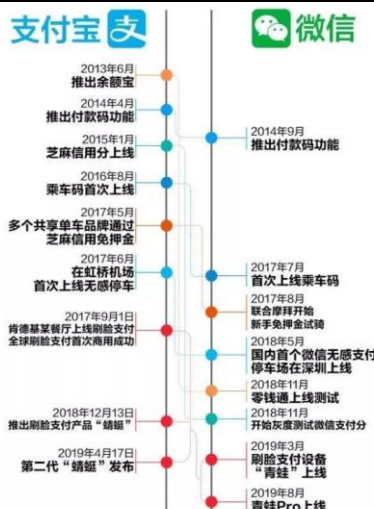 支付宝 支
微信
2013年6月
推出余额宝
2014年4月
推出付款码功能
2015年1月
芝麻信用分上线
2016年8月
乘车码首次上线
2017年5月
多个共享单车品牌通过
芝麻信用免押金
2017年6月
在虹桥机场
首次上线无感停车
2017年9月1日
肯德基某餐厅上线刷脸支付
全球刷脸支付首次商用成功
2018年12月13日
推出刷脸支付产品“蜻蜓”
2019年4月17日
第二代“蜻蜓”发布
2014年9月
推出付款码功能
2017年7月
首次上线乘车码
2017年8月
联合摩拜开始
新手免押金试骑
2018年5月
国内首个微信无感支付
停车场在深圳上线
2018年11月
零钱通上线测试
2018年11月
开始灰度测试微信支付分
2019年3月
刷脸支付设备
“青蛙”上线
2019年8月
青蛙Pro上线